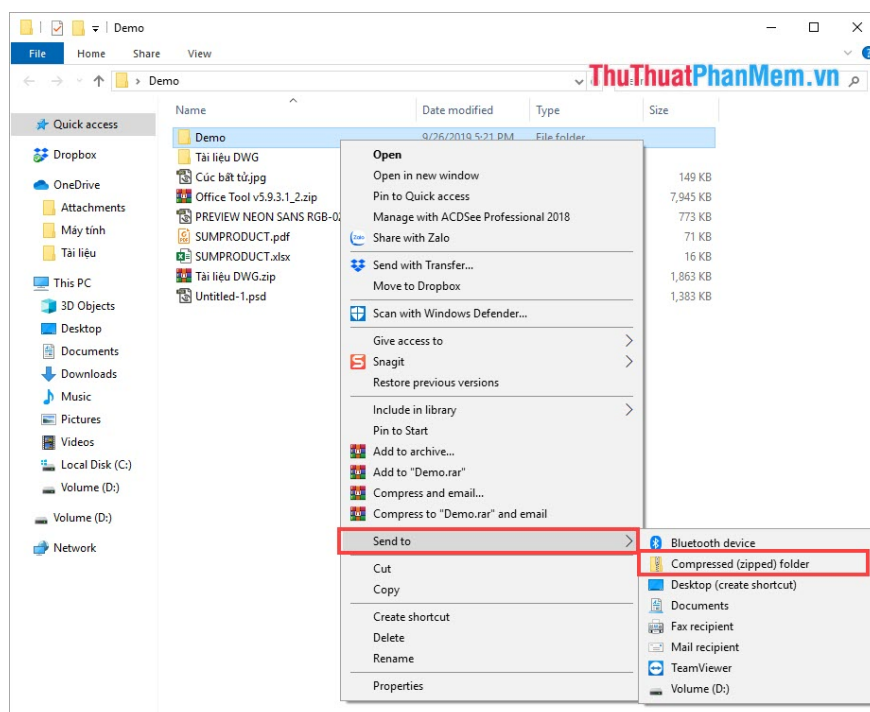 Demo
File Home Share View
Demo
ThuThuatPhanMem.vn
Name Date modified Type Size
Quick access
Dropbox
OneDrive
Attachments
Máy tính
Tài liệu
This PC
3D Objects
Desktop
Documents
Downloads
Music
Pictures
Videos
Local Disk (C:)
Volume (D:)
Volume (D:)
Network
Demo 9/26/2019 5:21 PM File folder
Tài liệu DWG
Cúc bất tử.jpg 149 KB
Office Tool v5.9.3.1_2.zip 7,945 KB
PREVIEW NEON SANS RGB-02 773 KB
SUMPRODUCT.pdf 71 KB
SUMPRODUCT.xlsx 16 KB
Tài liệu DWG.zip 1,863 KB
Untitled-1.psd 1,383 KB
Open
Open in new window
Pin to Quick access
Manage with ACDSee Professional 2018
Zalo Share with Zalo
Send with Transfer...
Move to Dropbox
Scan with Windows Defender...
Give access to
S Snagit
Restore previous versions
Include in library
Pin to Start
Add to archive...
Add to "Demo.rar"
Compress and email...
Compress to "Demo.rar" and email
Send to
Cut
Copy
Create shortcut
Delete
Rename
Properties
Bluetooth device
Compressed (zipped) folder
Desktop (create shortcut)
Documents
Fax recipient
Mail recipient
TeamViewer
Volume (D:)